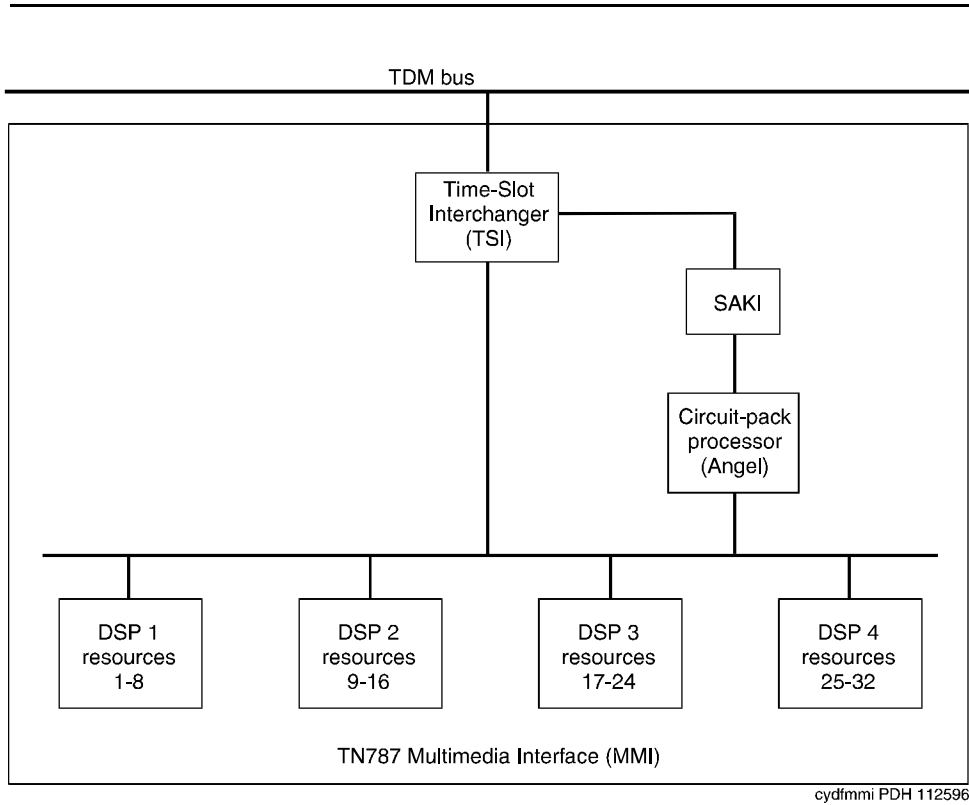 TDM bus
Time-Slot
Interchanger
(TSI)
SAKI
Circuit-pack
processor
(Angel)
DSP 1
resources
1-8
DSP 2
resources
9-16
DSP 3
resources
17-24
DSP 4
resources
25-32
TN787 Multimedia Interface (MMI)
cydfmmi PDH 112596